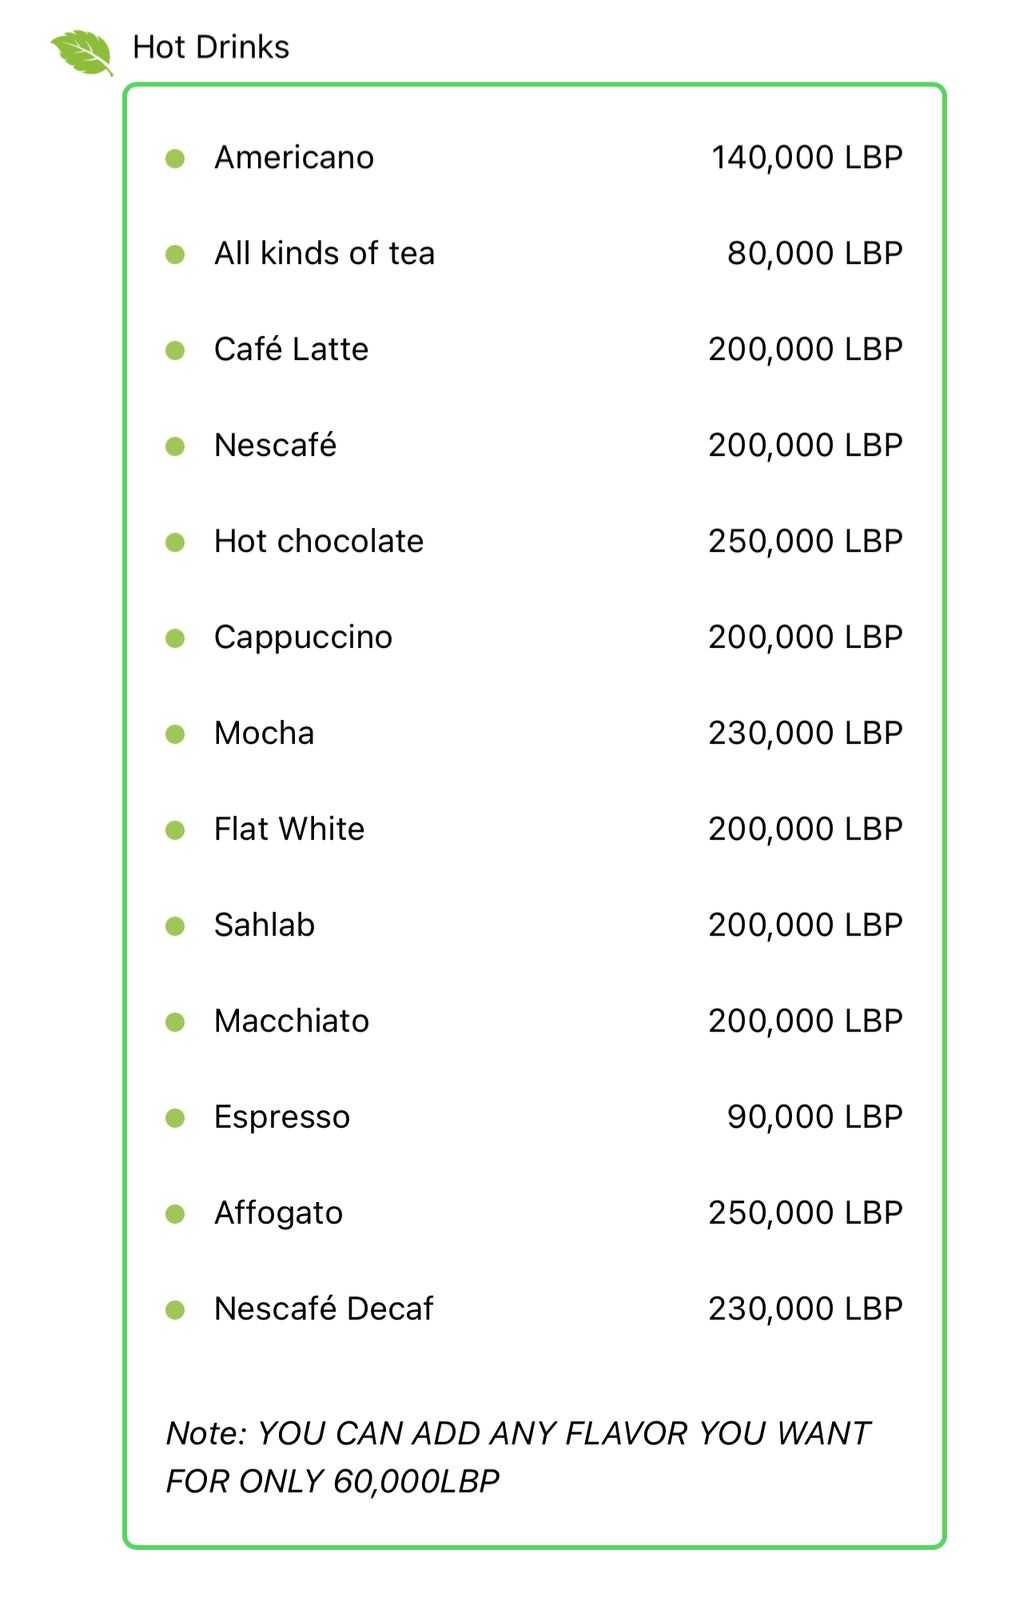 Hot Drinks
Americano 140,000 LBP
All kinds of tea 80,000 LBP
Café Latte 200,000 LBP
Nescafé 200,000 LBP
Hot chocolate 250,000 LBP
Cappuccino 200,000 LBP
Mocha 230,000 LBP
Flat White 200,000 LBP
Sahlab 200,000 LBP
Macchiato 200,000 LBP
Espresso 90,000 LBP
Affogato 250,000 LBP
Nescafé Decaf 230,000 LBP
Note: YOU CAN ADD ANY FLAVOR YOU WANT
FOR ONLY 60,000LBP